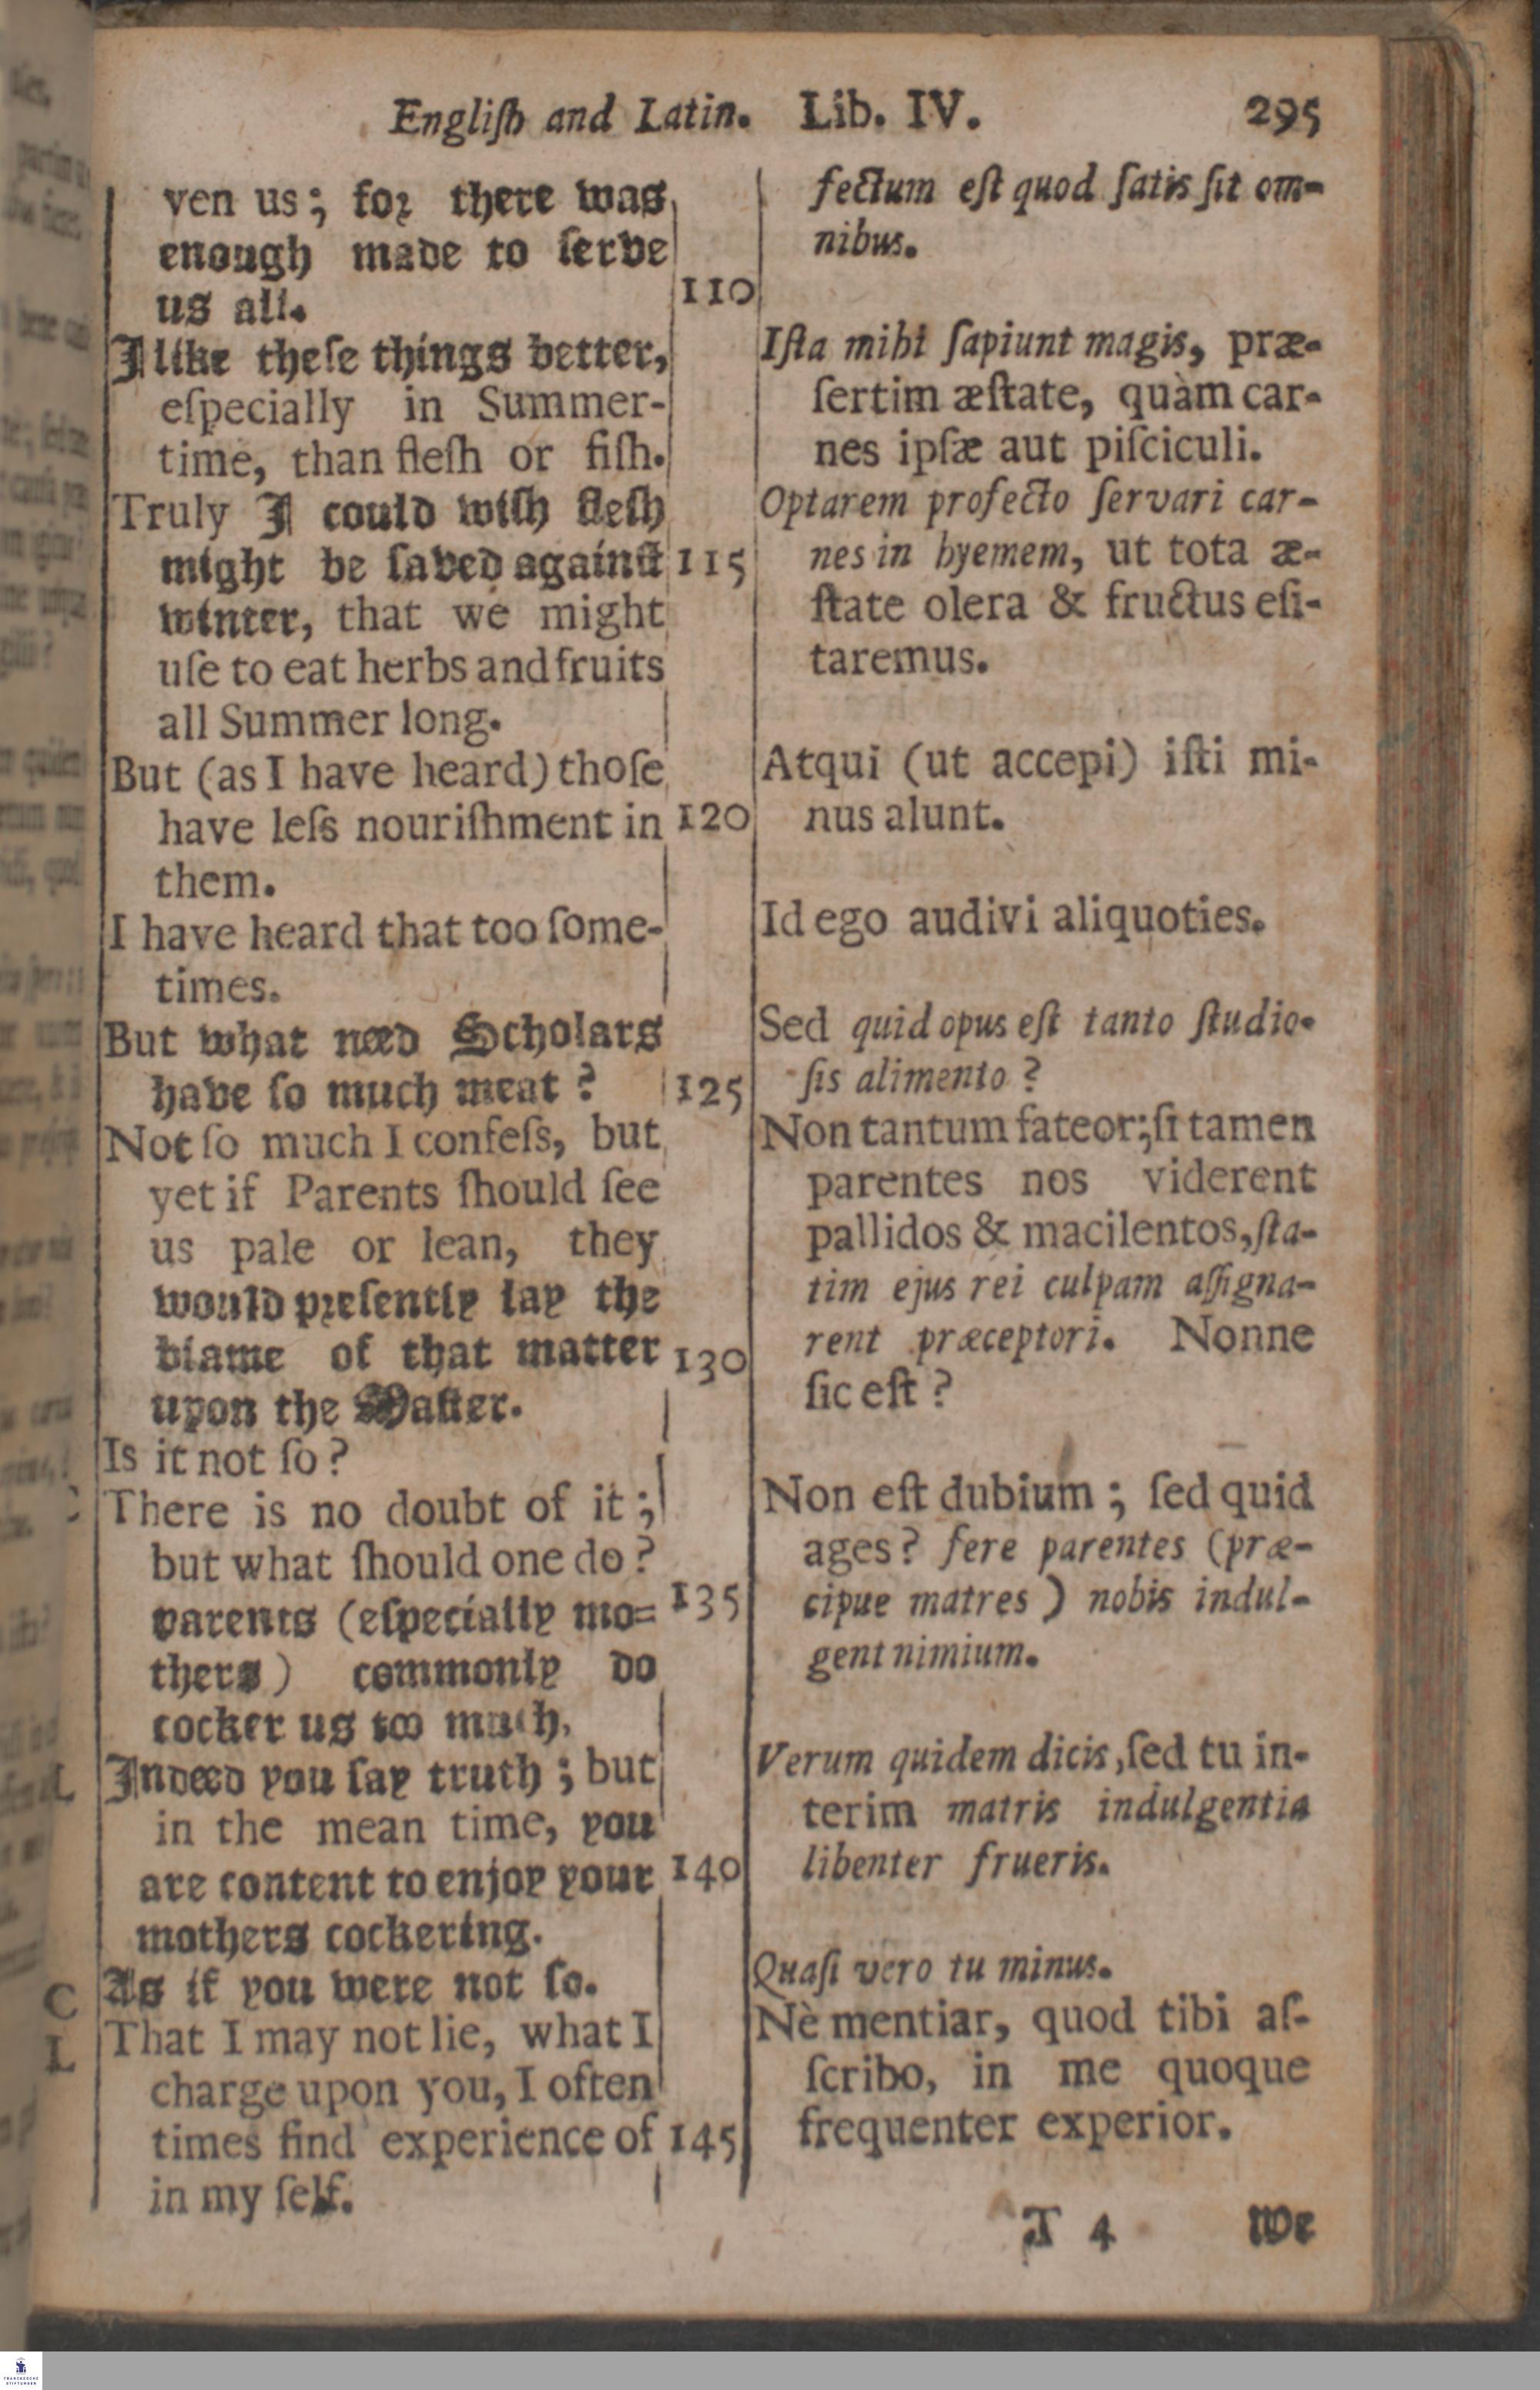 Engliſh and Latin. Lib. IV. 295
ven us; foꝛ there was
enough made to ſerve
us all.
I like theſe things better,
eſpecially in Summer-
time, than fleſh or fiſh.
Truly I could wiſh fleſh
might be ſaved againſt
winter, that we might
uſe to eat herbs and fruits
all Summer long.
But (as I have heard) thoſe
have leſs nouriſhment in
them.
I have heard that too ſome-
times.
But what need Scholars
have ſo much meat?
Not ſo much I confeſs, but
yet if Parents ſhould ſee
us pale or lean, they
would pꝛeſently lay the
blame of that matter
upon the Maſter.
Is it not ſo?
There is no doubt of it;
but what ſhould one do?
parents (eſpecially mo=
thers) commonly do
cocker us too much.
L Indeed you ſay truth; but
in the mean time, you
are content to enjoy your
mothers cockering.
C As if you were not ſo.
L That I may not lie, what I
charge upon you, I often
times find experience of
in my ſelf.
110
115
120
125
130
135
140
145
fectum eſt quod ſatis ſit om-
nibus.
Iſta mihi ſapiunt magis, præ-
ſertim æſtate, quàm car-
nes ipſæ aut piſciculi.
Optarem profecto ſervari car-
nes in hyemem, ut tota æ-
ſtate olera & fructus eſi-
taremus.
Atqui (ut accepi) iſti mi-
nus alunt.
Id ego audivi aliquoties.
Sed quid opus eſt tanto ſtudio-
ſis alimento?
Non tantum fateor; ſi tamen
parentes nos viderent
pallidos & macilentos, ſta-
tim ejus rei culpam aſſigna-
rent præceptori. Nonne
ſic eſt?
Non eſt dubium; ſed quid
ages? fere parentes (præ-
cipue matres) nobis indul-
gent nimium.
Verum quidem dicis, ſed tu in-
terim matris indulgentia
libenter frueris.
Quaſi vero tu minus.
Nè mentiar, quod tibi aſ-
ſcribo, in me quoque
frequenter experior.
T 4 We
FRANCKESCHE
STIFTUNGEN